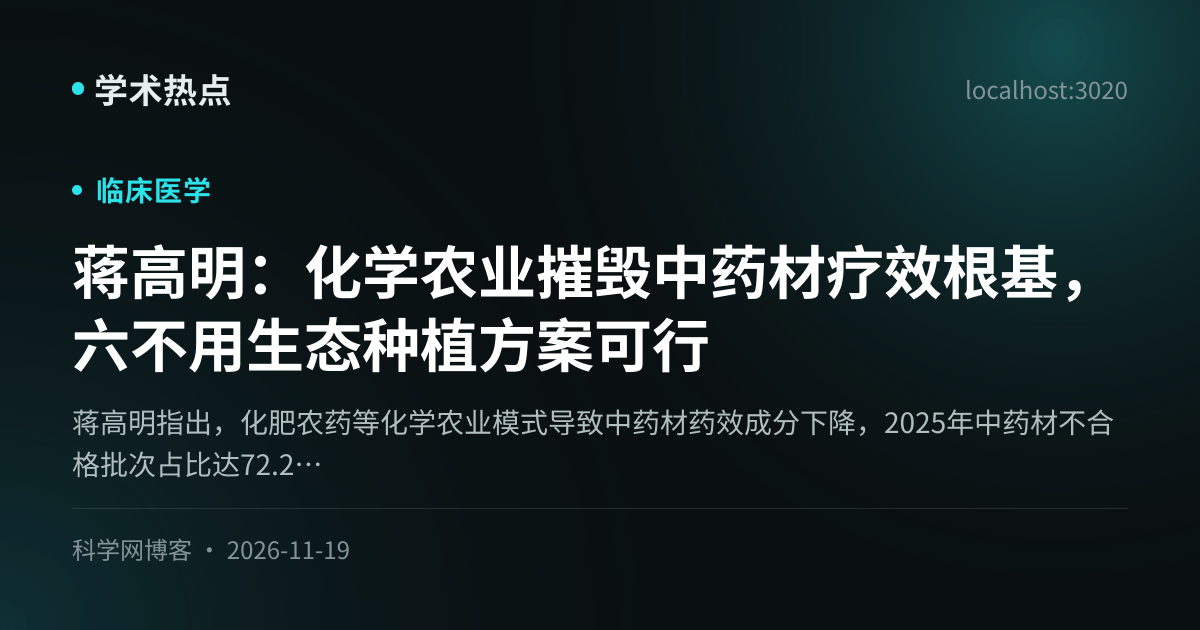 学术热点
localhost:3020
临床医学
蒋高明：化学农业摧毁中药材疗效根基，
六不用生态种植方案可行
蒋高明指出，化肥农药等化学农业模式导致中药材药效成分下降，2025年中药材不合
格批次占比达72.2…
科学网博客 • 2026-11-19